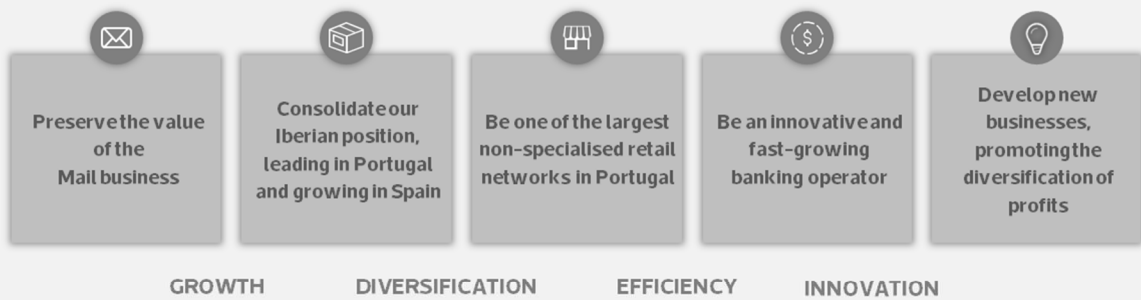 Preserve the value
of the
Mail business
Consolidate our
Iberian position,
leading in Portugal
and growing in Spain
Be one of the largest
non-specialised retail
networks in Portugal
$
Be an innovative and
fast-growing
banking operator
Develop new
businesses,
promoting the
diversification of
profits
GROWTH DIVERSIFICATION EFFICIENCY INNOVATION